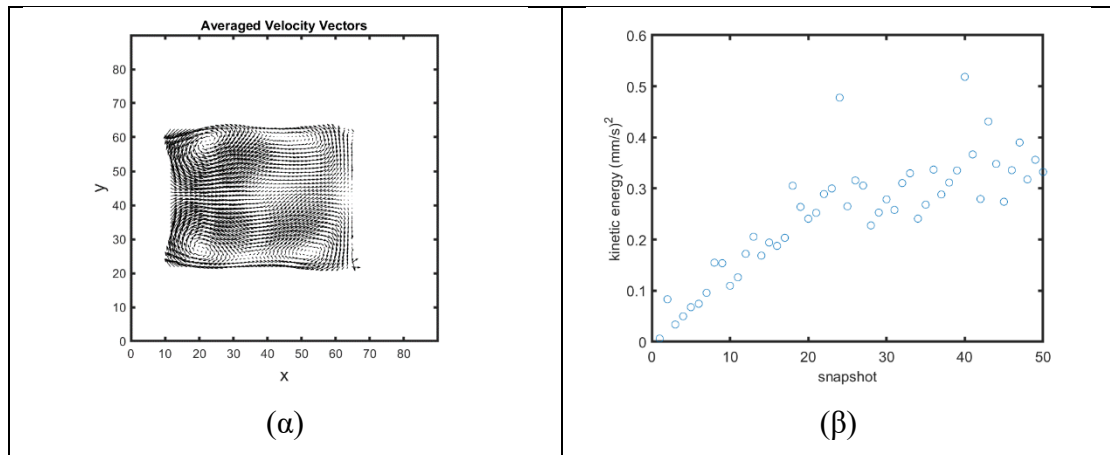 Averaged Velocity Vectors
80
70
60
50
40
30
20
10
0
y
0 10 20 30 40 50 60 70 80
x
(α)
0.6
0.5
0.4
0.3
0.2
0.1
0
kinetic energy (mm/s)²
0 10 20 30 40 50
snapshot
(β)